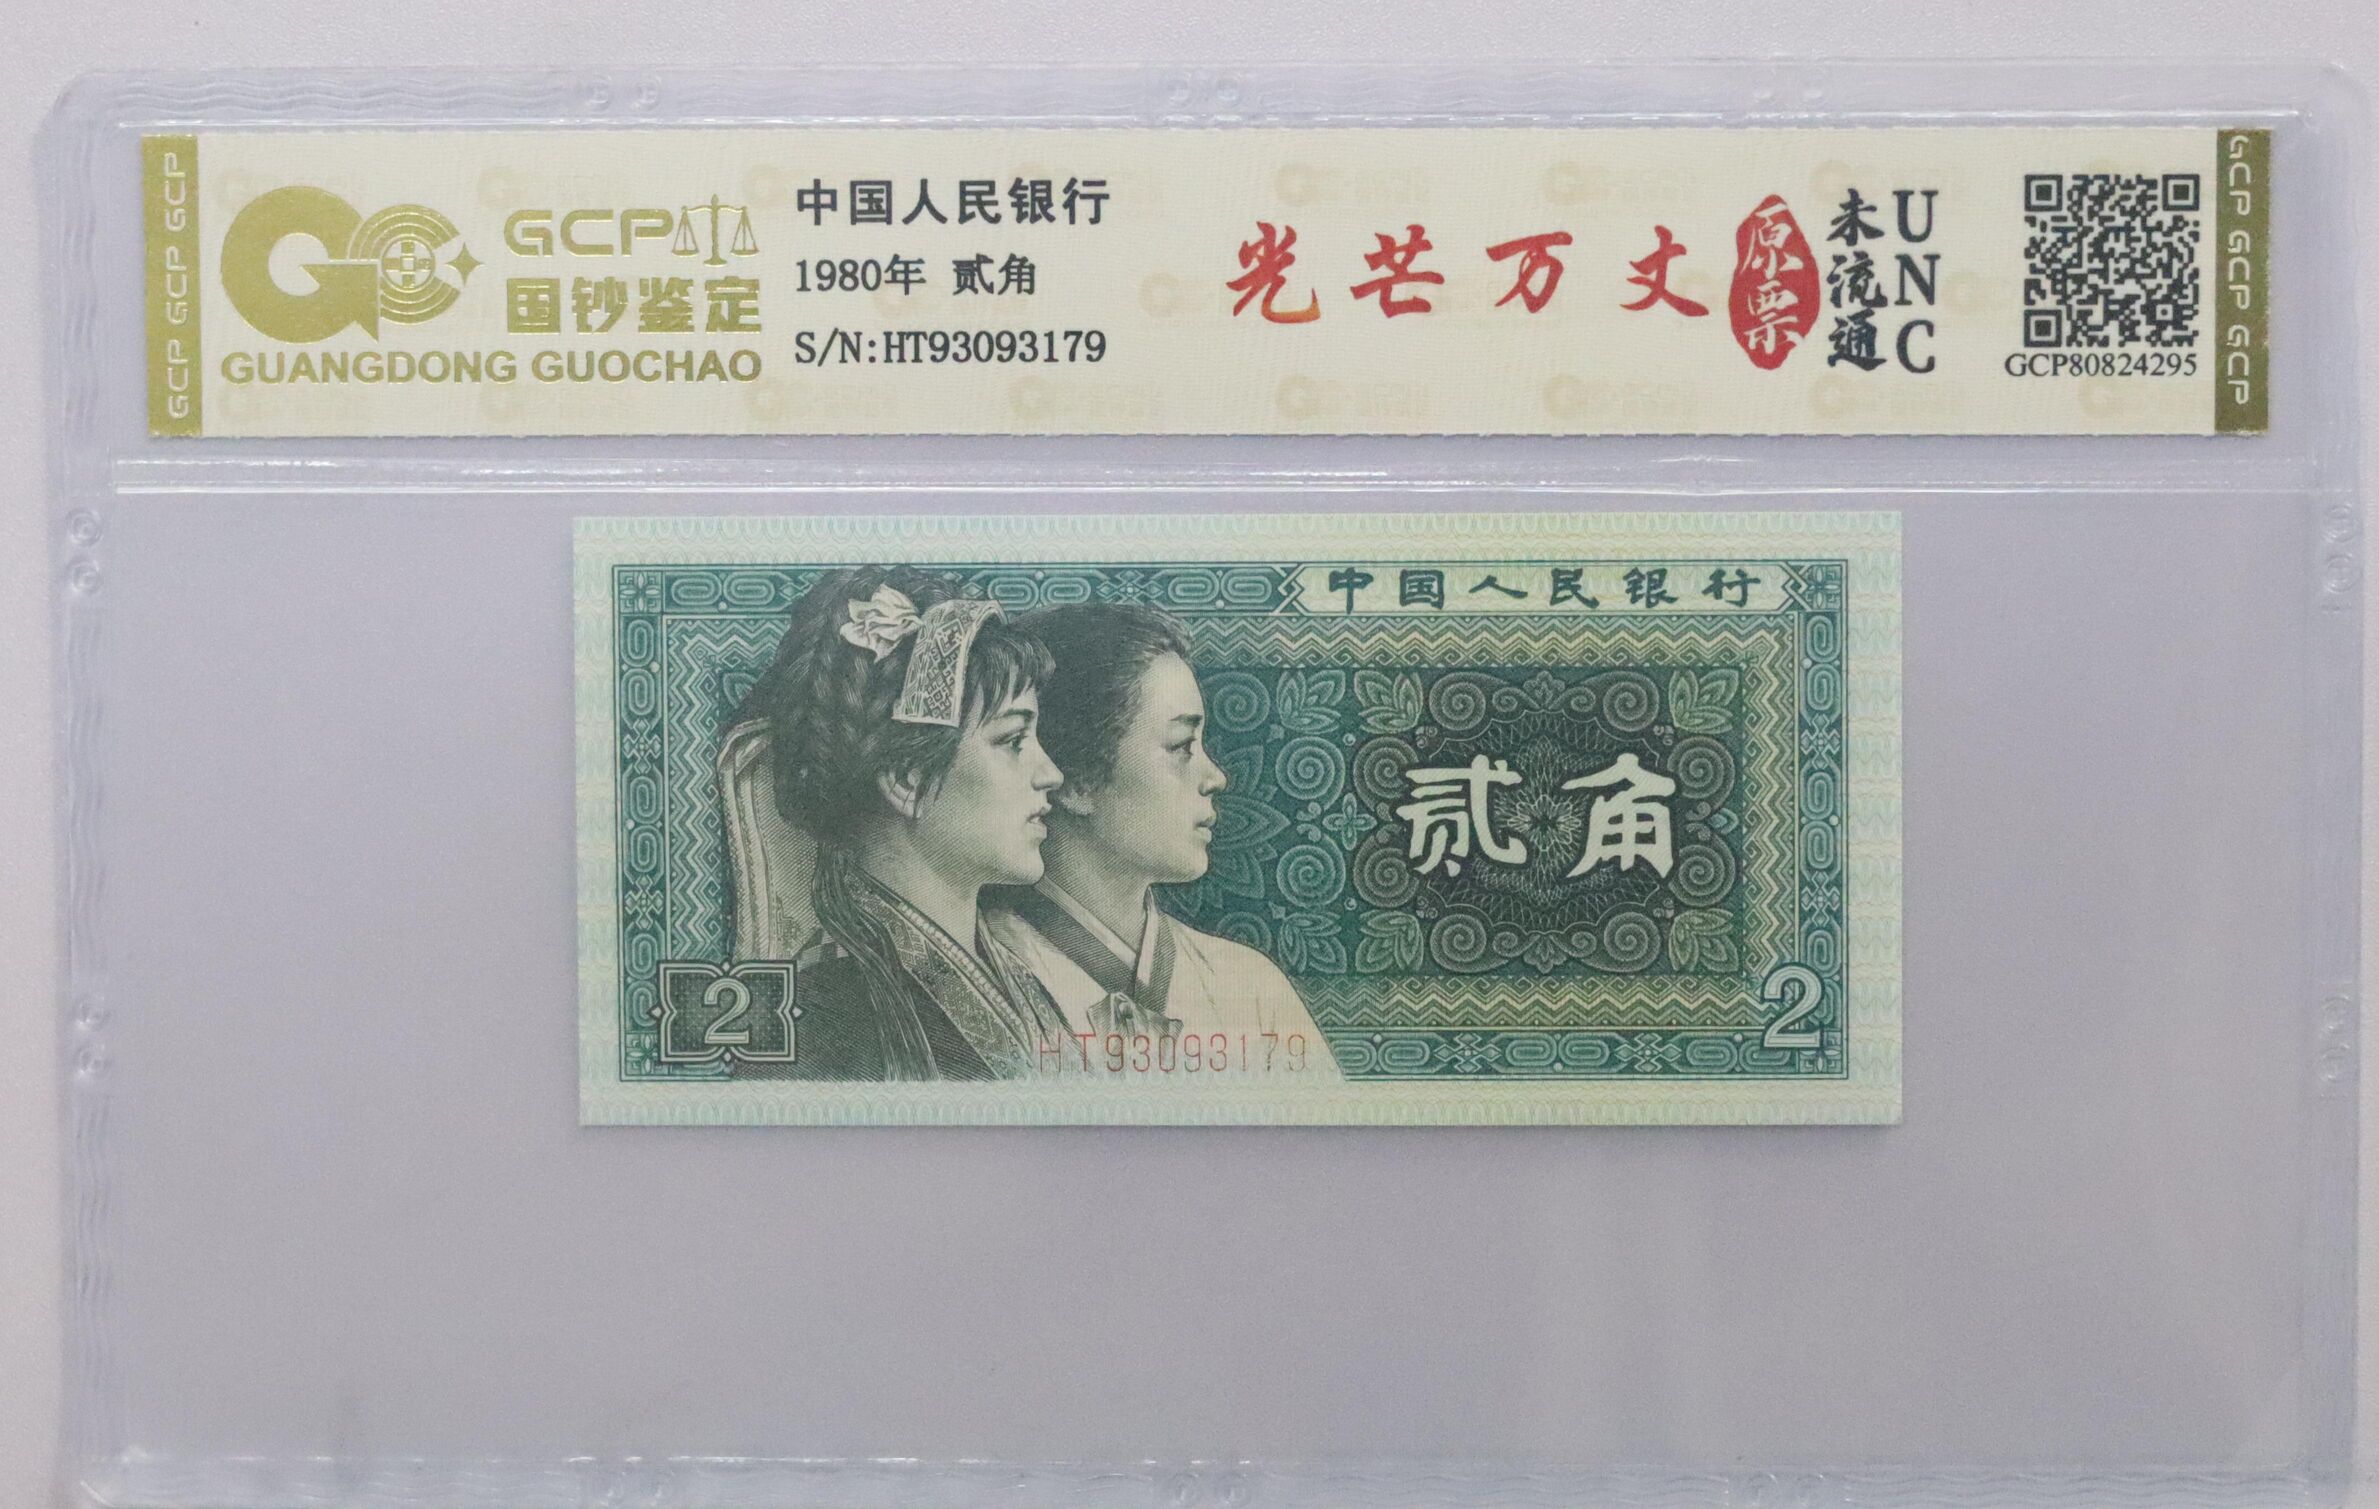 GCP GCP GCP
GCP
国钞鉴定
GUANGDONG GUOCHAO
中国人民银行
1980年 贰角
S/N:HT93093179
光芒万丈
原票
未流通
UNC
GCP80824295
GCP GCP GCP
中国人民银行
贰角
2
HT93093179
2